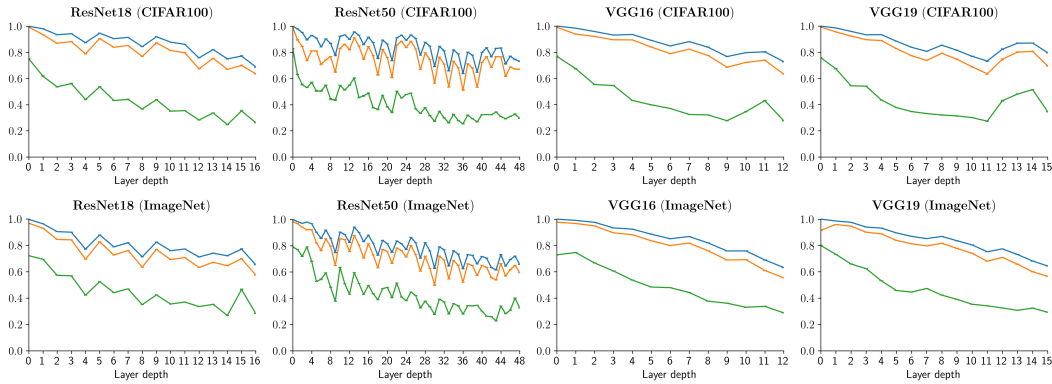 ResNet18 (CIFAR100)
1.0
0.8
0.6
0.4
0.2
0.0
0 1 2 3 4 5 6 7 8 9 10 11 12 13 14 15 16
Layer depth
ResNet50 (CIFAR100)
1.0
0.8
0.6
0.4
0.2
0.0
0 4 8 12 16 20 24 28 32 36 40 44 48
Layer depth
VGG16 (CIFAR100)
1.0
0.8
0.6
0.4
0.2
0.0
0 1 2 3 4 5 6 7 8 9 10 11 12
Layer depth
VGG19 (CIFAR100)
1.0
0.8
0.6
0.4
0.2
0.0
0 1 2 3 4 5 6 7 8 9 10 11 12 13 14 15
Layer depth
ResNet18 (ImageNet)
1.0
0.8
0.6
0.4
0.2
0.0
0 1 2 3 4 5 6 7 8 9 10 11 12 13 14 15 16
Layer depth
ResNet50 (ImageNet)
1.0
0.8
0.6
0.4
0.2
0.0
0 4 8 12 16 20 24 28 32 36 40 44 48
Layer depth
VGG16 (ImageNet)
1.0
0.8
0.6
0.4
0.2
0.0
0 1 2 3 4 5 6 7 8 9 10 11 12
Layer depth
VGG19 (ImageNet)
1.0
0.8
0.6
0.4
0.2
0.0
0 1 2 3 4 5 6 7 8 9 10 11 12 13 14 15
Layer depth